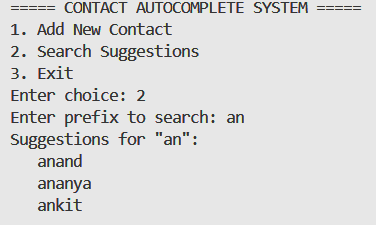 ===== CONTACT AUTOCOMPLETE SYSTEM =====
1. Add New Contact
2. Search Suggestions
3. Exit
Enter choice: 2
Enter prefix to search: an
Suggestions for "an":
   anand
   ananya
   ankit